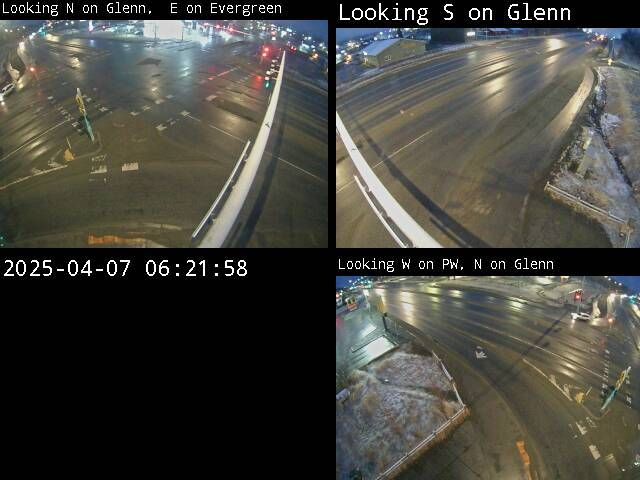 Looking N on Glenn,  E on Evergreen
Looking S on Glenn
2025-04-07 06:21:58
Looking W on PW, N on Glenn